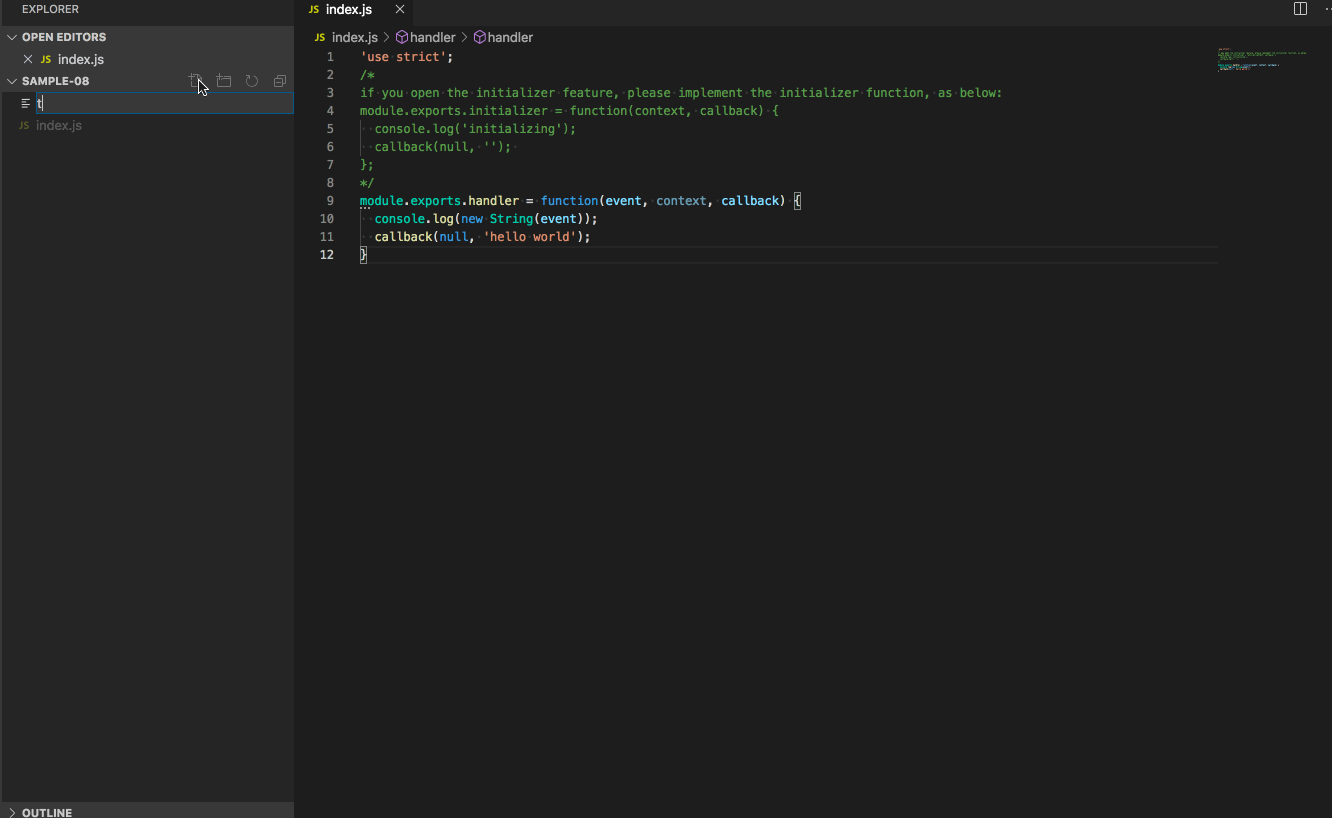 EXPLORER
OPEN EDITORS
JS index.js
SAMPLE-08
t
JS index.js
JS index.js
JS index.js > handler > handler
1 'use strict';
2 /*
3 if you open the initializer feature, please implement the initializer function, as below:
4 module.exports.initializer = function(context, callback) {
5 console.log('initializing');
6 callback(null, '');
7 };
8 */
9 module.exports.handler = function(event, context, callback) {
10 console.log(new String(event));
11 callback(null, 'hello world');
12 }
OUTLINE